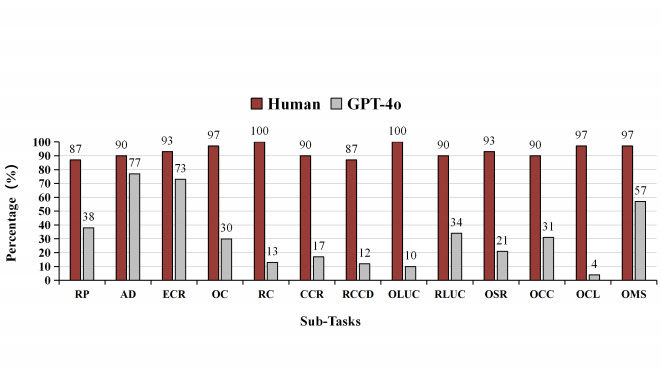 Human GPT-4o
Percentage (%)
100
90
80
70
60
50
40
30
20
10
0
87 38 90 77 93 73 97 30 100 13 90 17 87 12 100 10 90 34 93 21 90 31 97 4 97 57
RP AD ECR OC RC CCR RCCD OLUC RLUC OSR OCC OCL OMS
Sub-Tasks